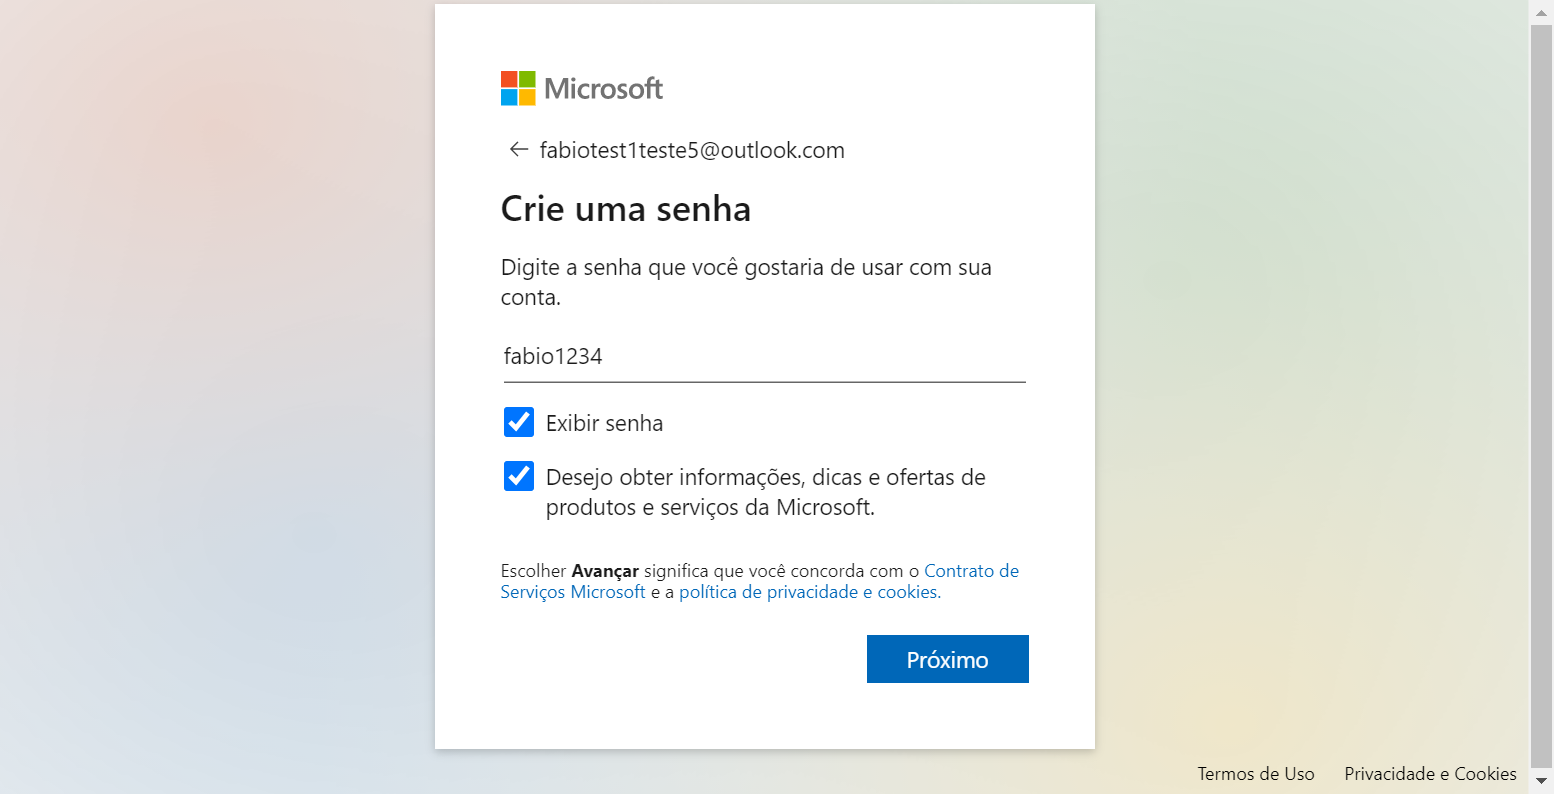 Microsoft
fabiotest1teste5@outlook.com
Crie uma senha
Digite a senha que você gostaria de usar com sua
conta.
fabio1234
Exibir senha
Desejo obter informações, dicas e ofertas de
produtos e serviços da Microsoft.
Escolher Avançar significa que você concorda com o Contrato de
Serviços Microsoft e a política de privacidade e cookies.
Próximo
Termos de Uso Privacidade e Cookies